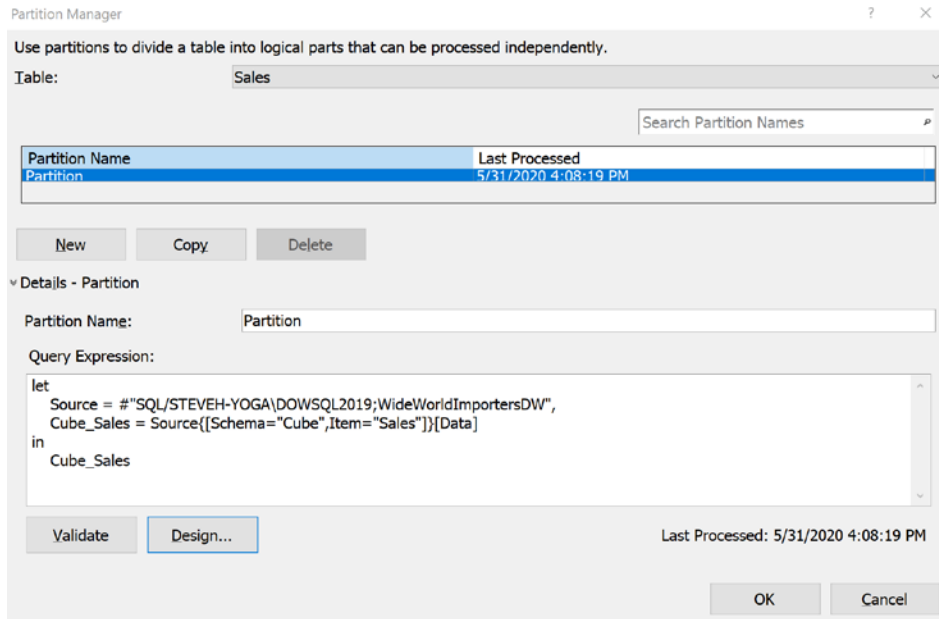 Partition Manager
? ×
Use partitions to divide a table into logical parts that can be processed independently.
Table: Sales
Search Partition Names
Partition Name Last Processed
Partition 5/31/2020 4:08:19 PM
New Copy Delete
Details - Partition
Partition Name: Partition
Query Expression:
let
Source = #"SQL/STEVEH-YOGA\DOWSQL2019;WideWorldImportersDW",
Cube_Sales = Source{[Schema="Cube",Item="Sales"]}[Data]
in
Cube_Sales
Validate Design... Last Processed: 5/31/2020 4:08:19 PM
OK Cancel